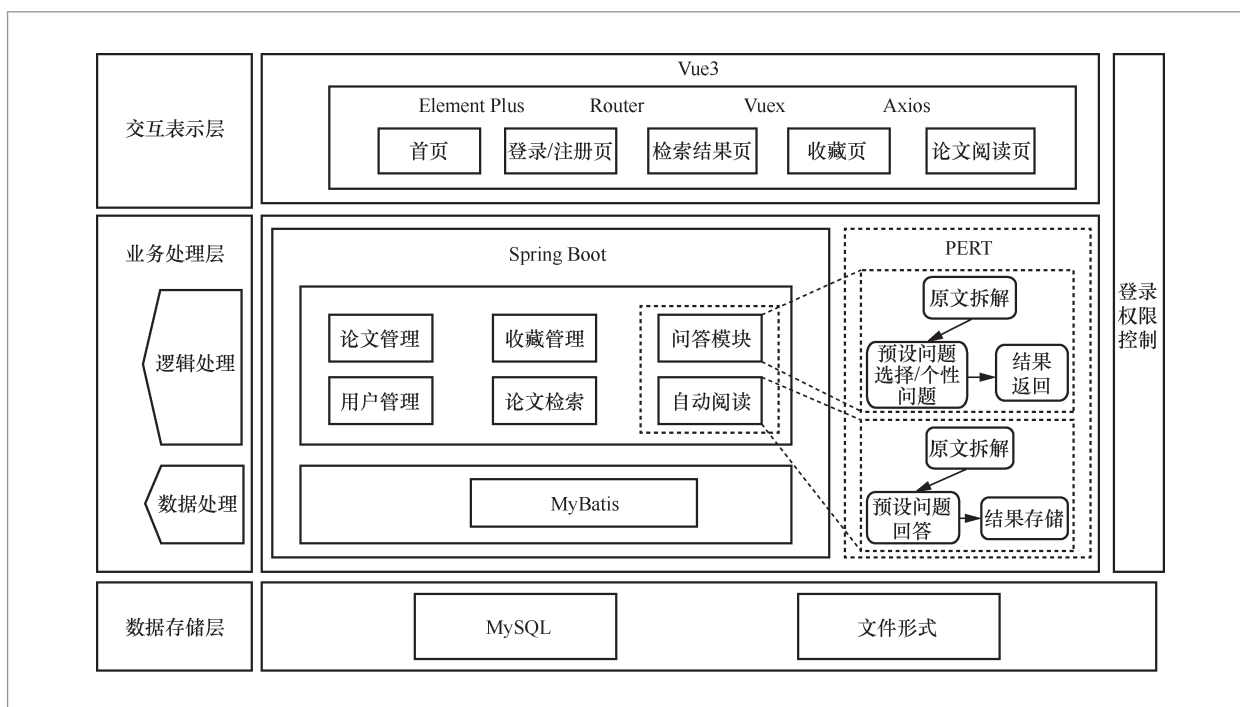 Vue3
交互表示层
Element Plus
Router
Vuex
Axios
首页
登录/注册页
检索结果页
收藏页
论文阅读页
业务处理层
Spring Boot
PERT
逻辑处理
论文管理
收藏管理
问答模块
用户管理
论文检索
自动阅读
原文拆解
预设问题
选择/个性
问题
结果
返回
数据处理
MyBatis
原文拆解
预设问题
回答
结果存储
登录
权限
控制
数据存储层
MySQL
文件形式